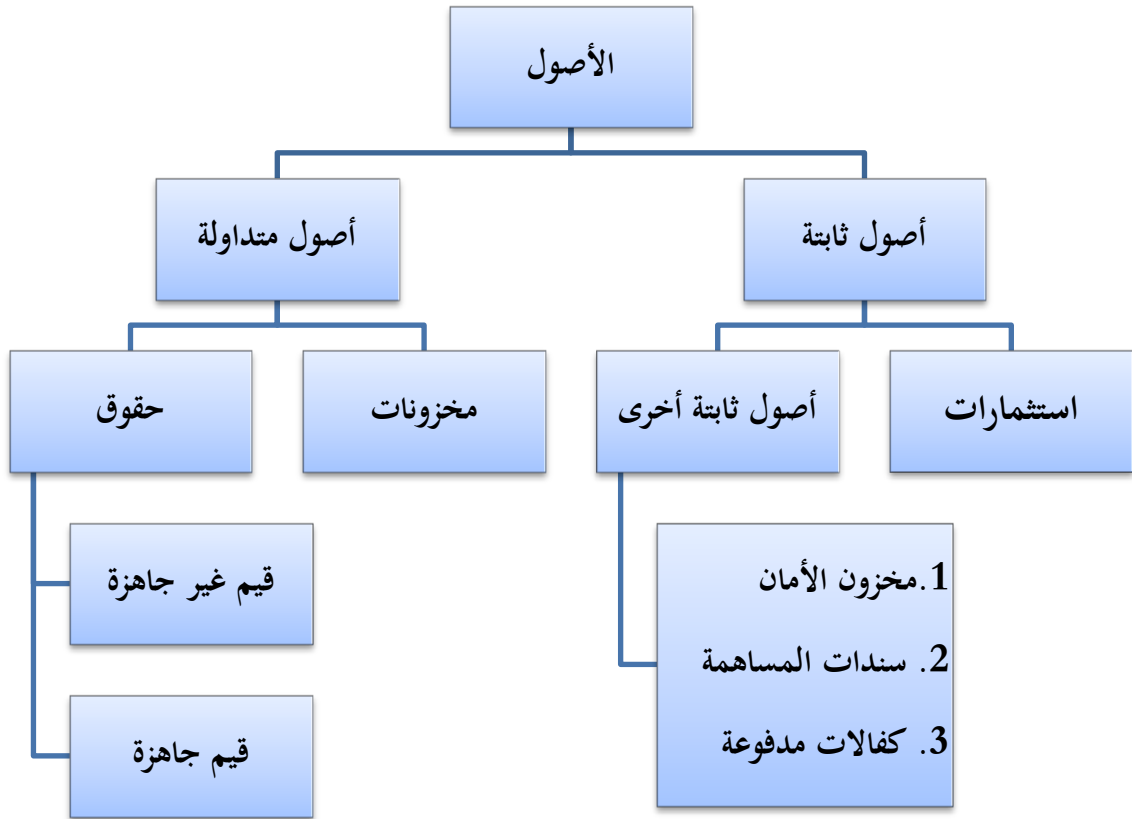 الأصول
أصول ثابتة
أصول متداولة
استثمارات
أصول ثابتة أخرى
مخزونات
حقوق
1.مخزون الأمان
2. سندات المساهمة
3. كفالات مدفوعة
قيم غير جاهزة
قيم جاهزة